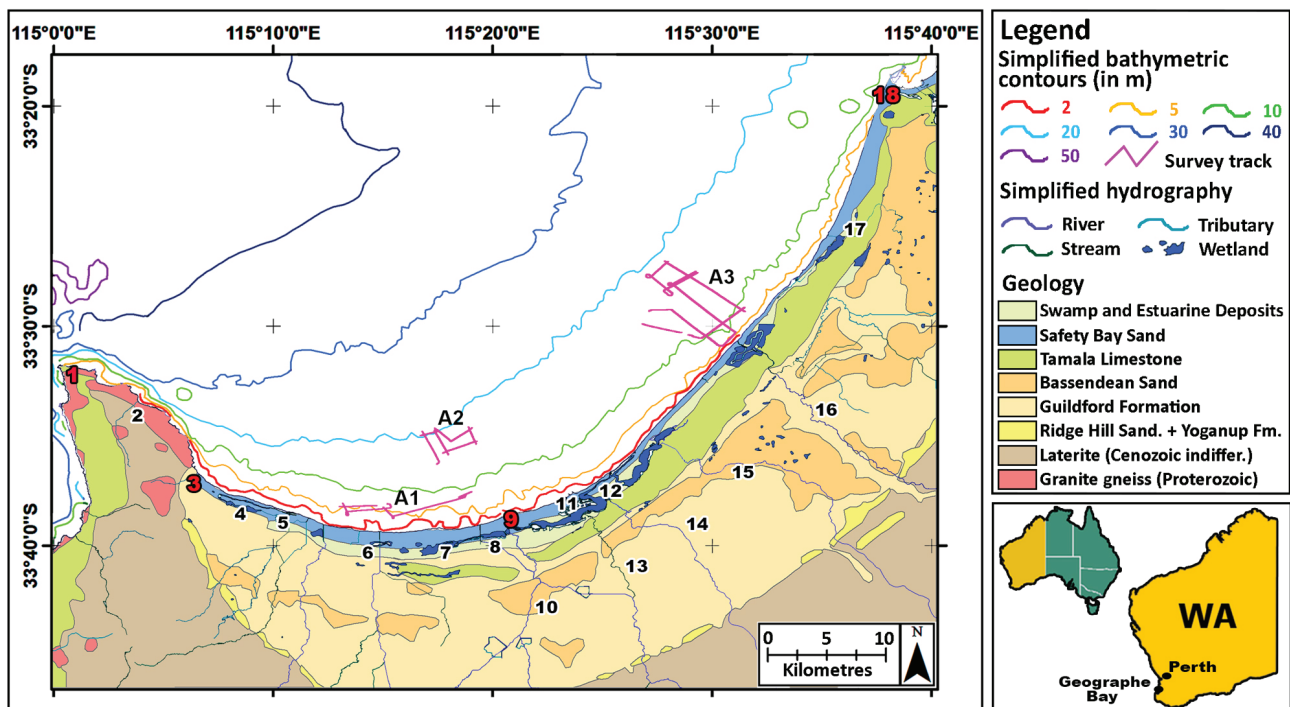 115°0'0"E 115°10'0"E 115°20'0"E 115°30'0"E 115°40'0"E
33°20'0"S
33°30'0"S
33°40'0"S
18
17
A3
1
2
16
A2
3
A1
15
4
5
9
11
12
14
6
7
8
13
10
0 5 10
Kilometres
N
Legend
Simplified bathymetric
contours (in m)
2 5 10
20 30 40
50 Survey track
Simplified hydrography
River Tributary
Stream Wetland
Geology
Swamp and Estuarine Deposits
Safety Bay Sand
Tamala Limestone
Bassendean Sand
Guildford Formation
Ridge Hill Sand. + Yoganup Fm.
Laterite (Cenozoic indiffer.)
Granite gneiss (Proterozoic)
WA
Perth
Geographe
Bay